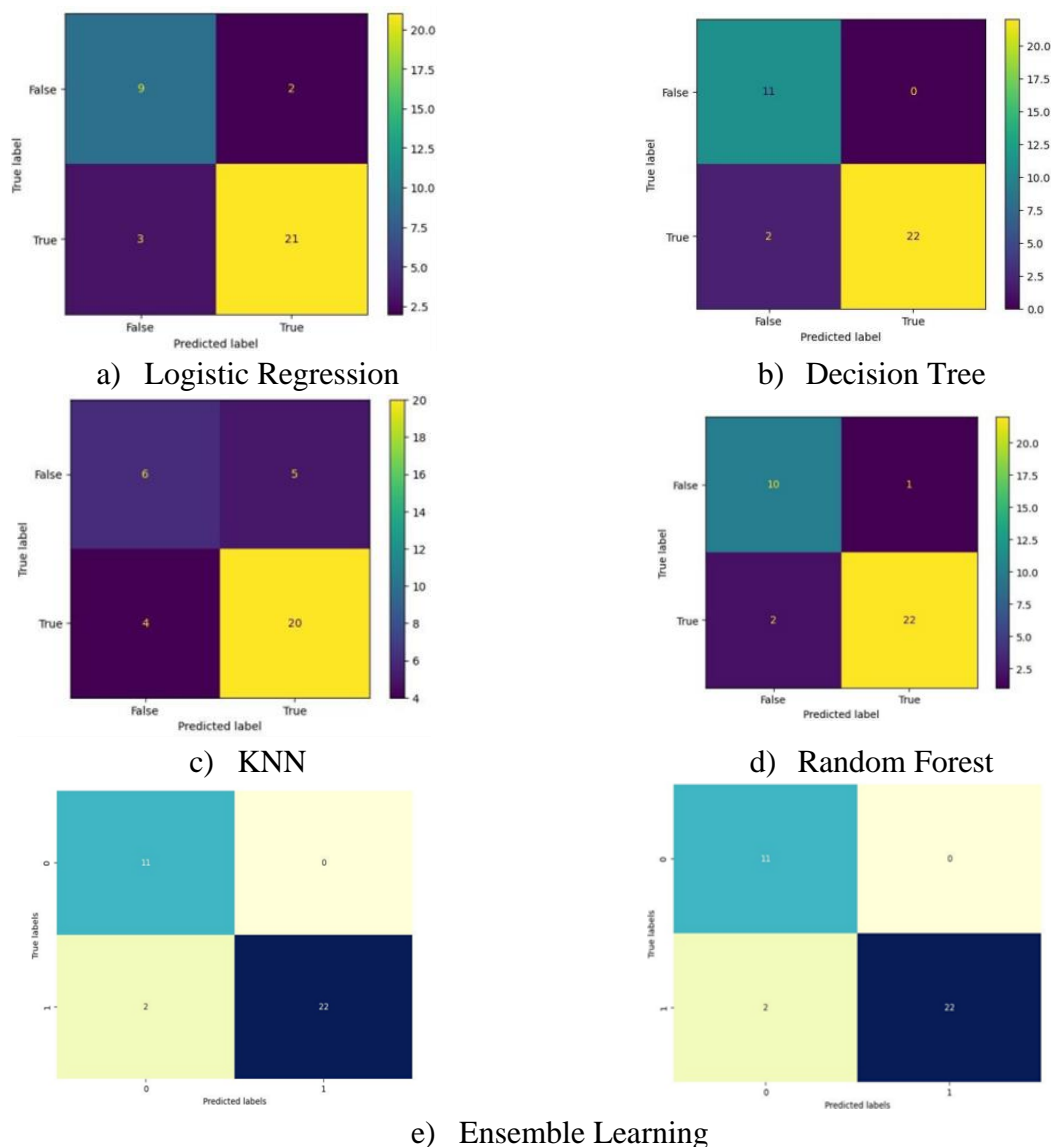 20.0
17.5
15.0
12.5
10.0
7.5
5.0
2.5
False
True
9
2
3
21
True label
False
True
Predicted label
a) Logistic Regression
20.0
17.5
15.0
12.5
10.0
7.5
5.0
2.5
0.0
False
True
11
0
2
22
True label
False
True
Predicted label
b) Decision Tree
20
18
16
14
12
10
8
6
4
False
True
6
5
4
20
True label
False
True
Predicted label
c) KNN
20.0
17.5
15.0
12.5
10.0
7.5
5.0
2.5
False
True
10
1
2
22
True label
False
True
Predicted label
d) Random Forest
0
1
11
0
2
22
True labels
0
1
Predicted labels
0
1
11
0
2
22
True labels
0
1
Predicted labels
e) Ensemble Learning